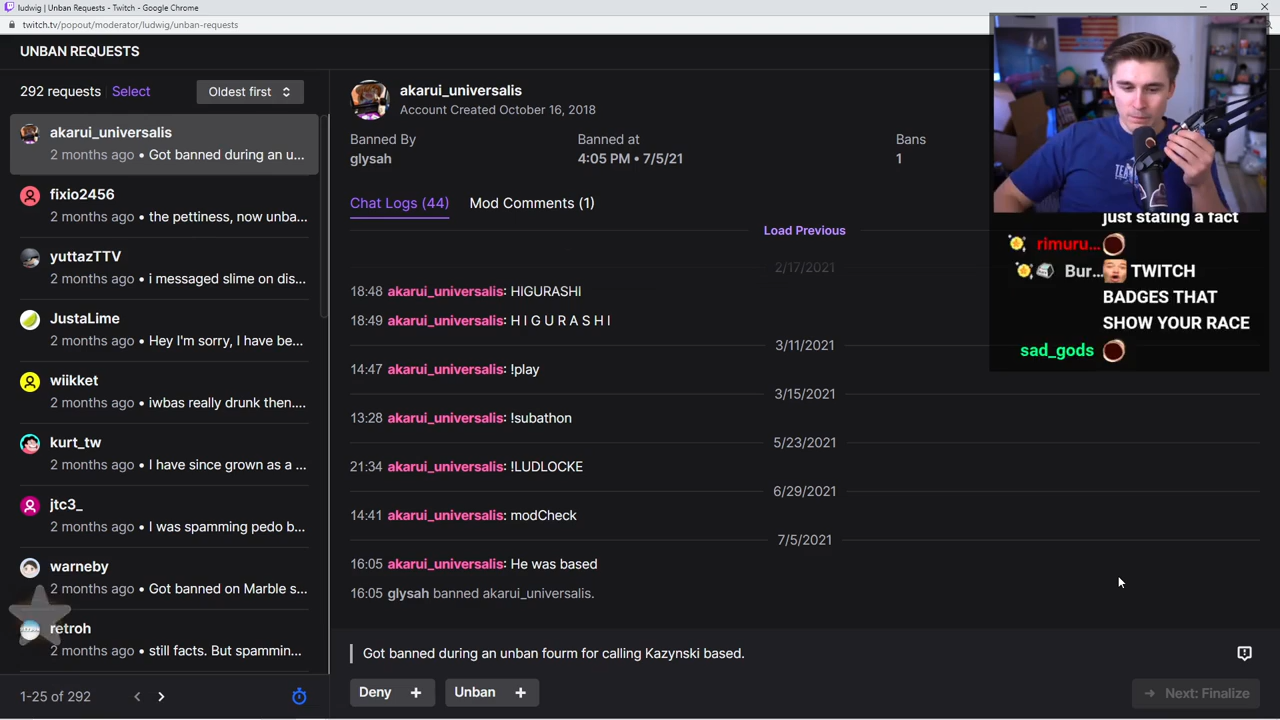 ludwig - Unban Requests - Twitch - Google Chrome
twitch.tv/popout/moderator/ludwig/unban-requests
UNBAN REQUESTS
292 requests Select Oldest first
akarui_universalis
2 months ago • Got banned during an u...
fixio2456
2 months ago • the pettiness, now unba...
yuttazTTV
2 months ago • i messaged slime on dis...
JustaLime
2 months ago • Hey I'm sorry, I have be...
wiikket
2 months ago • iwbas really drunk then....
kurt_tw
2 months ago • I have since grown as a ...
jtc3_
2 months ago • I was spamming pedo b...
warneby
2 months ago • Got banned on Marble s...
retroh
2 months ago • still facts. But spammin...
1-25 of 292
akarui_universalis
Account Created October 16, 2018
Banned By Banned at Bans
glysah 4:05 PM • 7/5/21 1
Chat Logs (44) Mod Comments (1)
Load Previous
2/17/2021
18:48 akarui_universalis: HIGURASHI
18:49 akarui_universalis: H I G U R A S H I
3/11/2021
14:47 akarui_universalis: !play
3/15/2021
13:28 akarui_universalis: !subathon
5/23/2021
21:34 akarui_universalis: !LUDLOCKE
6/29/2021
14:41 akarui_universalis: modCheck
7/5/2021
16:05 akarui_universalis: He was based
16:05 glysah banned akarui_universalis.
Got banned during an unban fourm for calling Kazynski based.
Deny + Unban +
Next: Finalize
just stating a fact
rimuru...
Bur... TWITCH
BADGES THAT
SHOW YOUR RACE
sad_gods